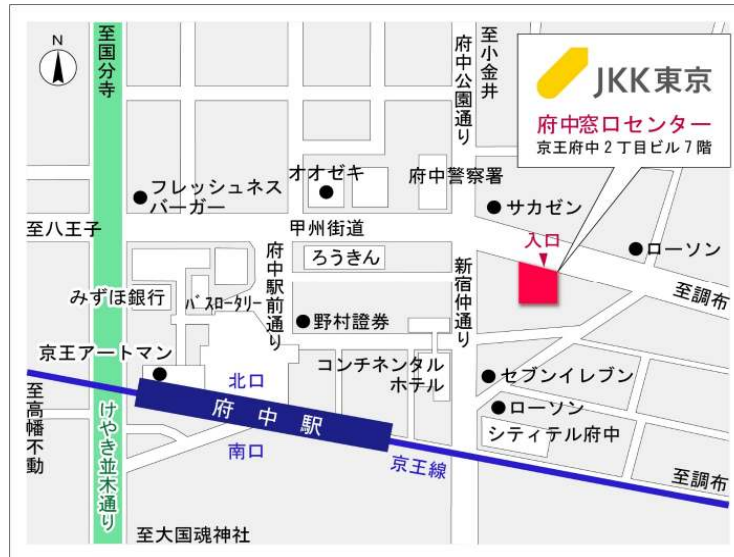 N
至国分寺
府中公園通り
至小金井
JKK東京
府中窓口センター
京王府中2丁目ビル7階
フレッシュネス
バーガー
オオゼキ
府中警察署
サカゼン
至八王子
甲州街道
入口
ローソン
ろうきん
府中駅前通り
新宿仲通り
至調布
みずほ銀行
バスロータリー
野村證券
京王アートマン
コンチネンタル
ホテル
セブンイレブン
北口
ローソン
府中駅
シティテル府中
至高幡不動
けやき並木通り
南口
京王線
至調布
至大国魂神社